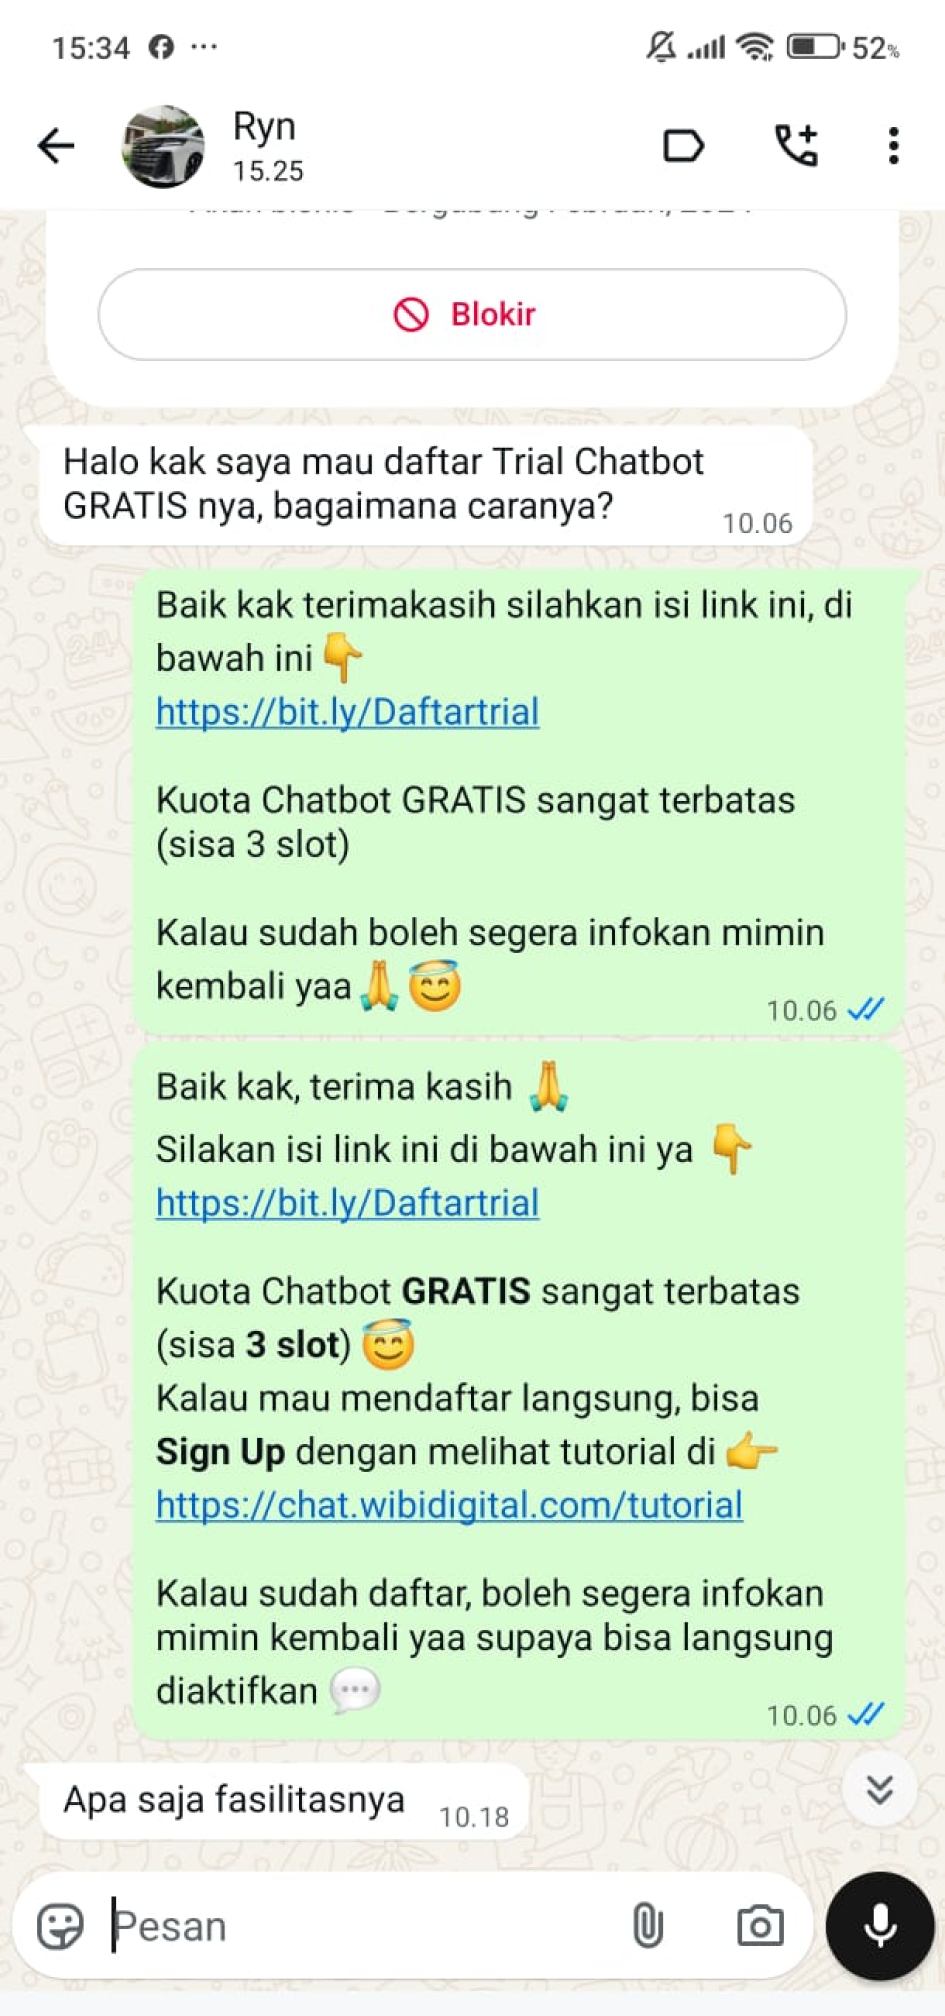 15:34
52%
Ryn
15.25
Blokir
Halo kak saya mau daftar Trial Chatbot
GRATIS nya, bagaimana caranya?
10.06
Baik kak terimakasih silahkan isi link ini, di
bawah ini 👇
https://bit.ly/Daftartrial
Kuota Chatbot GRATIS sangat terbatas
(sisa 3 slot)
Kalau sudah boleh segera infokan mimin
kembali yaa 🙏 😇
10.06
Baik kak, terima kasih 🙏
Silakan isi link ini di bawah ini ya 👇
https://bit.ly/Daftartrial
Kuota Chatbot GRATIS sangat terbatas
(sisa 3 slot) 😇
Kalau mau mendaftar langsung, bisa
Sign Up dengan melihat tutorial di 👉
https://chat.wibidigital.com/tutorial
Kalau sudah daftar, boleh segera infokan
mimin kembali yaa supaya bisa langsung
diaktifkan 💬
10.06
Apa saja fasilitasnya
10.18
Pesan